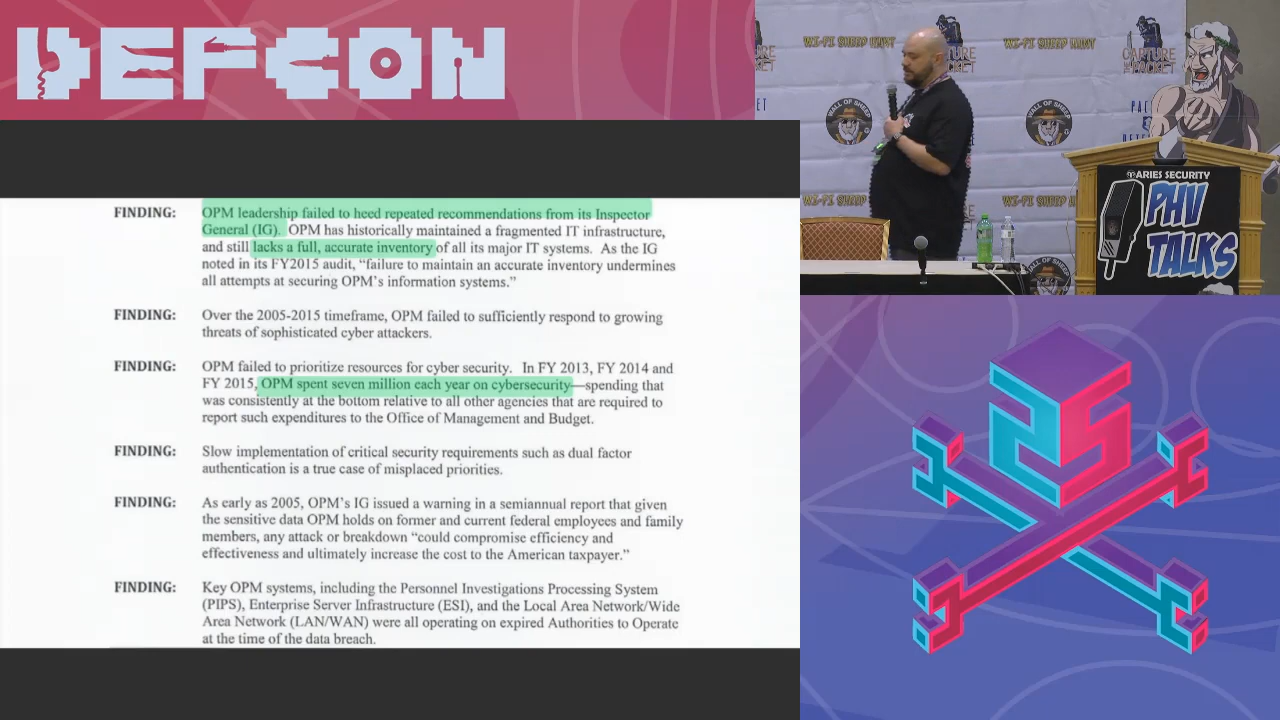 DEFCON
WI-FI SHEEP HUNT
WI-FI SHEEP HUNT
CAPTURE
WALL OF SHEEP
WALL OF SHEEP
ARIES SECURITY
PHV
TALKS
FINDING: OPM leadership failed to heed repeated recommendations from its Inspector
General (IG). OPM has historically maintained a fragmented IT infrastructure,
and still lacks a full, accurate inventory of all its major IT systems. As the IG
noted in its FY2015 audit, “failure to maintain an accurate inventory undermines
all attempts at securing OPM’s information systems.”
FINDING: Over the 2005-2015 timeframe, OPM failed to sufficiently respond to growing
threats of sophisticated cyber attackers.
FINDING: OPM failed to prioritize resources for cyber security. In FY 2013, FY 2014 and
FY 2015, OPM spent seven million each year on cybersecurity—spending that
was consistently at the bottom relative to all other agencies that are required to
report such expenditures to the Office of Management and Budget.
FINDING: Slow implementation of critical security requirements such as dual factor
authentication is a true case of misplaced priorities.
FINDING: As early as 2005, OPM’s IG issued a warning in a semiannual report that given
the sensitive data OPM holds on former and current federal employees and family
members, any attack or breakdown “could compromise efficiency and
effectiveness and ultimately increase the cost to the American taxpayer.”
FINDING: Key OPM systems, including the Personnel Investigations Processing System
(PIPS), Enterprise Server Infrastructure (ESI), and the Local Area Network/Wide
Area Network (LAN/WAN) were all operating on expired Authorities to Operate
at the time of the data breach.
25